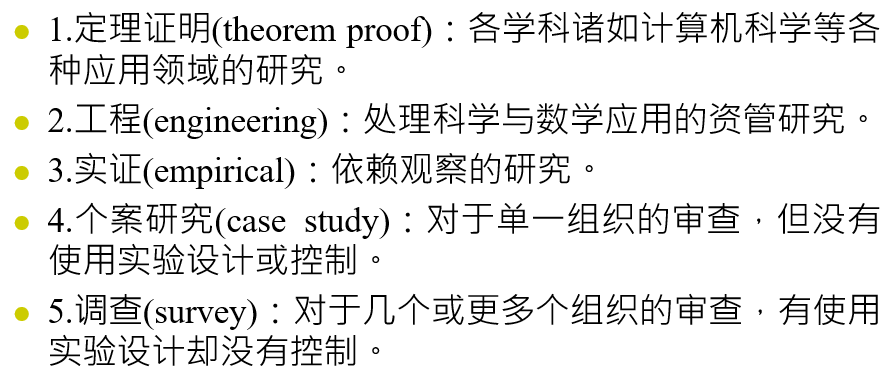 1.定理证明(theorem proof)：各学科诸如计算机科学等各
种应用领域的研究。
2.工程(engineering)：处理科学与数学应用的资管研究。
3.实证(empirical)：依赖观察的研究。
4.个案研究(case study)：对于单一组织的审查，但没有
使用实验设计或控制。
5.调查(survey)：对于几个或更多个组织的审查，有使用
实验设计却没有控制。